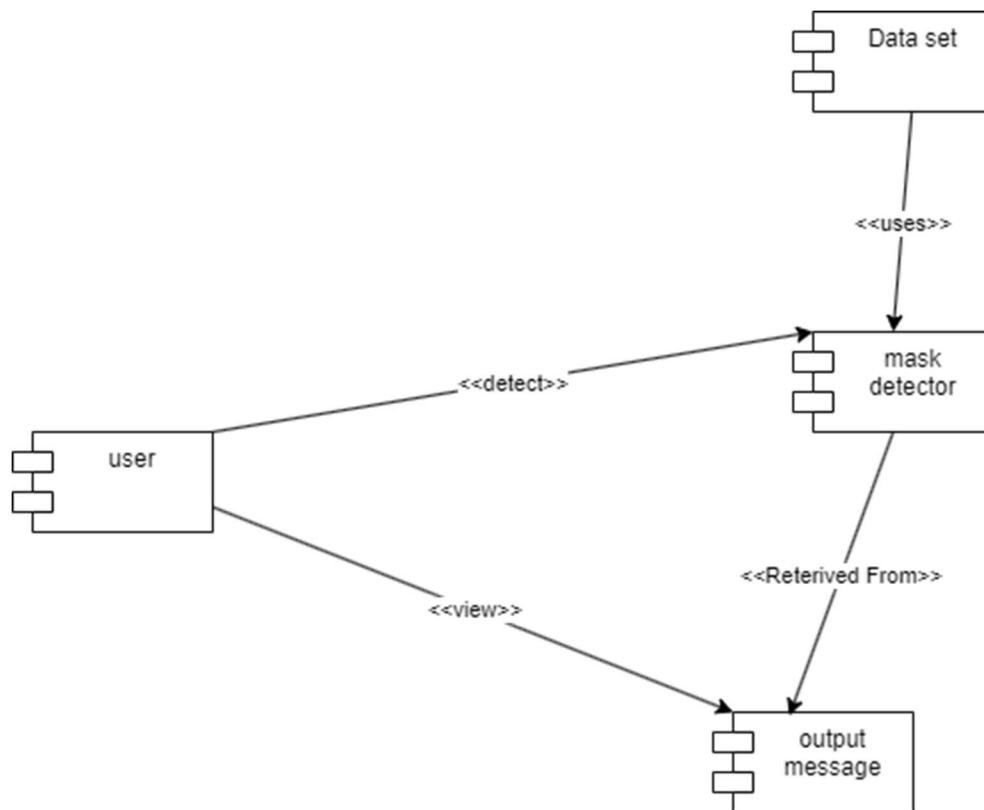 Data set
<<uses>>
mask
detector
<<detect>>
user
<<Reterived From>>
<<view>>
output
message